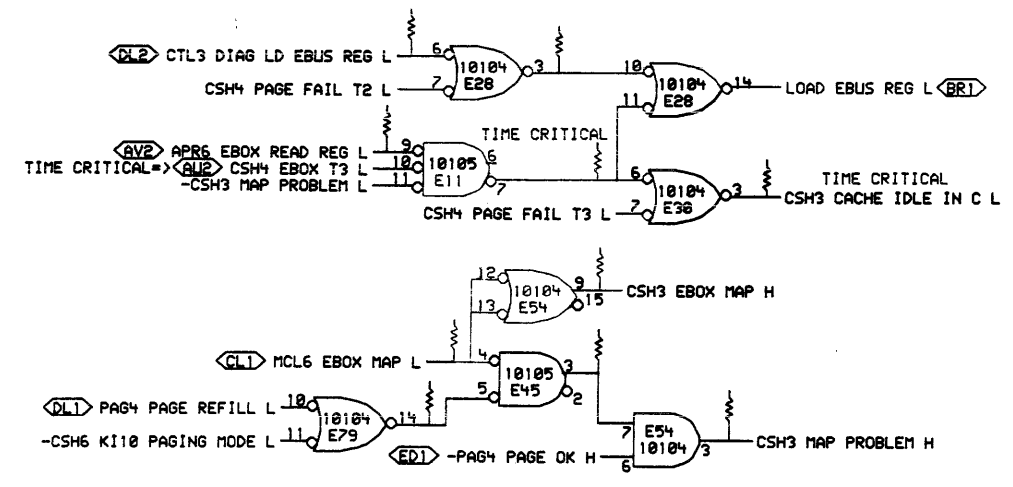 DL2 CTL3 DIAG LD EBUS REG L
6
10104
E28
3
CSH4 PAGE FAIL T2 L
7
10
10104
E28
14
LOAD EBUS REG L BR1
11
TIME CRITICAL
AV2 APR6 EBOX READ REG L
9
TIME CRITICAL=> AU2 CSH4 EBOX T3 L
10
-CSH3 MAP PROBLEM L
11
10105
E11
6
7
6
10104
E36
3
TIME CRITICAL
CSH3 CACHE IDLE IN C L
CSH4 PAGE FAIL T3 L
7
12
13
10104
E54
9
15
CSH3 EBOX MAP H
CL1 MCL6 EBOX MAP L
4
5
10105
E45
3
2
DL1 PAG4 PAGE REFILL L
10
-CSH6 KI10 PAGING MODE L
11
10104
E79
14
7
E54
10104
3
CSH3 MAP PROBLEM H
ED1 -PAG4 PAGE OK H
6